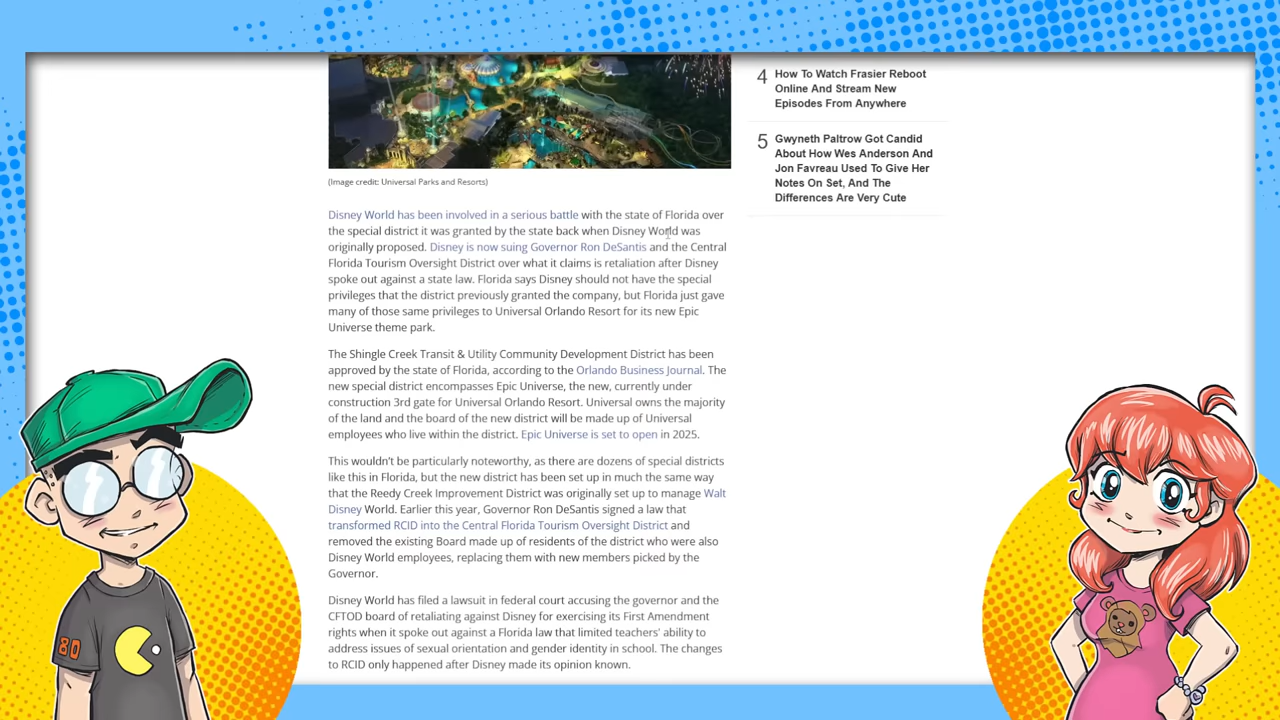 4 How To Watch Frasier Reboot
Online And Stream New
Episodes From Anywhere
5 Gwyneth Paltrow Got Candid
About How Wes Anderson And
Jon Favreau Used To Give Her
Notes On Set, And The
Differences Are Very Cute
(Image credit: Universal Parks and Resorts)
Disney World has been involved in a serious battle with the state of Florida over
the special district it was granted by the state back when Disney World was
originally proposed. Disney is now suing Governor Ron DeSantis and the Central
Florida Tourism Oversight District over what it claims is retaliation after Disney
spoke out against a state law. Florida says Disney should not have the special
privileges that the district previously granted the company, but Florida just gave
many of those same privileges to Universal Orlando Resort for its new Epic
Universe theme park.
The Shingle Creek Transit & Utility Community Development District has been
approved by the state of Florida, according to the Orlando Business Journal. The
new special district encompasses Epic Universe, the new, currently under
construction 3rd gate for Universal Orlando Resort. Universal owns the majority
of the land and the board of the new district will be made up of Universal
employees who live within the district. Epic Universe is set to open in 2025.
This wouldn't be particularly noteworthy, as there are dozens of special districts
like this in Florida, but the new district has been set up in much the same way
that the Reedy Creek Improvement District was originally set up to manage Walt
Disney World. Earlier this year, Governor Ron DeSantis signed a law that
transformed RCID into the Central Florida Tourism Oversight District and
removed the existing Board made up of residents of the district who were also
Disney World employees, replacing them with new members picked by the
Governor.
Disney World has filed a lawsuit in federal court accusing the governor and the
CFTOD board of retaliating against Disney for exercising its First Amendment
rights when it spoke out against a Florida law that limited teachers' ability to
address issues of sexual orientation and gender identity in school. The changes
to RCID only happened after Disney made its opinion known.
80